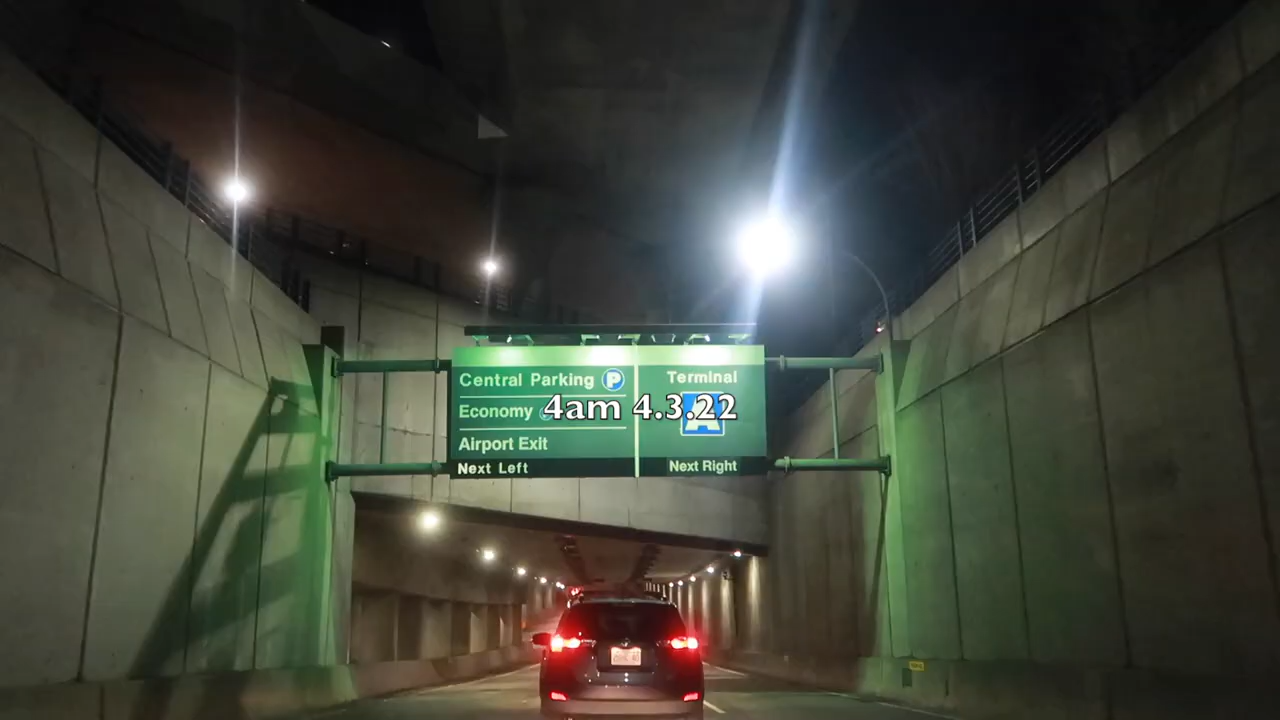 Central Parking P
Economy
Airport Exit
Next Left
Terminal
A
Next Right
4am 4.3.22